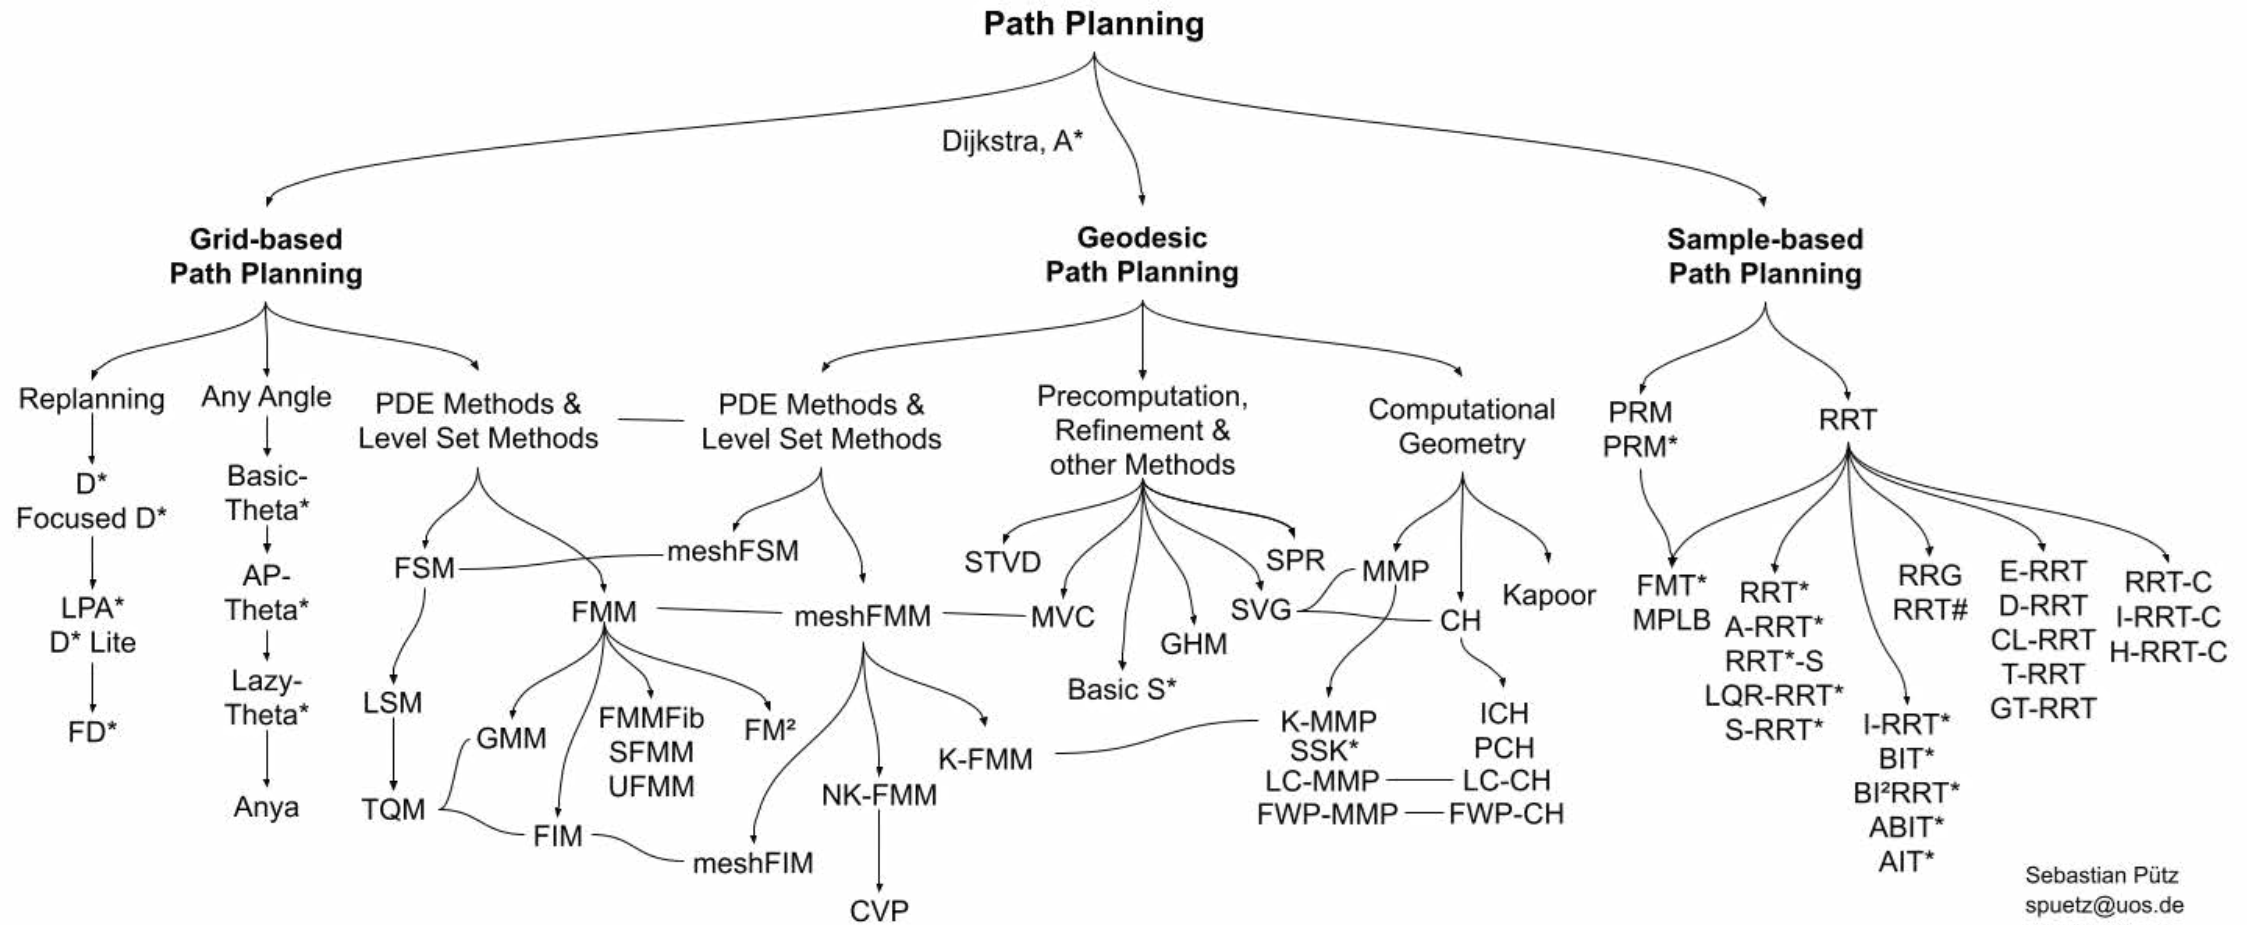 Path Planning
Dijkstra, A*
Grid-based
Path Planning
Geodesic
Path Planning
Sample-based
Path Planning
Replanning
D*
Focused D*
LPA*
D* Lite
FD*
Any Angle
Basic-
Theta*
AP-
Theta*
Lazy-
Theta*
Anya
PDE Methods &
Level Set Methods
FSM
LSM
TQM
FMM
GMM
FIM
FMMFib
SFMM
UFMM
FM²
PDE Methods &
Level Set Methods
meshFSM
meshFMM
meshFIM
NK-FMM
CVP
K-FMM
Precomputation,
Refinement &
other Methods
STVD
MVC
Basic S*
GHM
SVG
SPR
Computational
Geometry
MMP
CH
Kapoor
K-MMP
SSK*
LC-MMP
FWP-MMP
ICH
PCH
LC-CH
FWP-CH
PRM
PRM*
RRT
FMT*
MPLB
RRT*
A-RRT*
RRT*-S
LQR-RRT*
S-RRT*
I-RRT*
BIT*
BI²RRT*
ABIT*
AIT*
RRG
RRT#
E-RRT
D-RRT
CL-RRT
T-RRT
GT-RRT
RRT-C
I-RRT-C
H-RRT-C
Sebastian Pütz
spuetz@uos.de